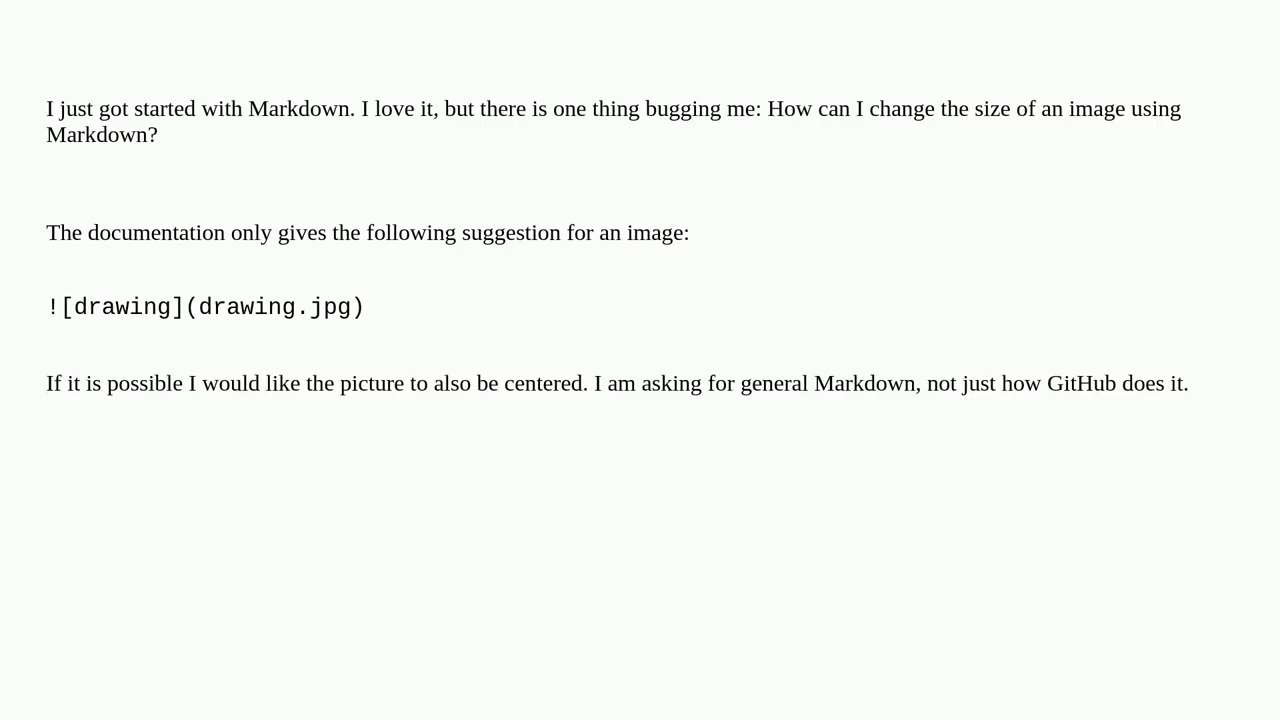 I just got started with Markdown. I love it, but there is one thing bugging me: How can I change the size of an image using
Markdown?
The documentation only gives the following suggestion for an image:
![drawing](drawing.jpg)
If it is possible I would like the picture to also be centered. I am asking for general Markdown, not just how GitHub does it.